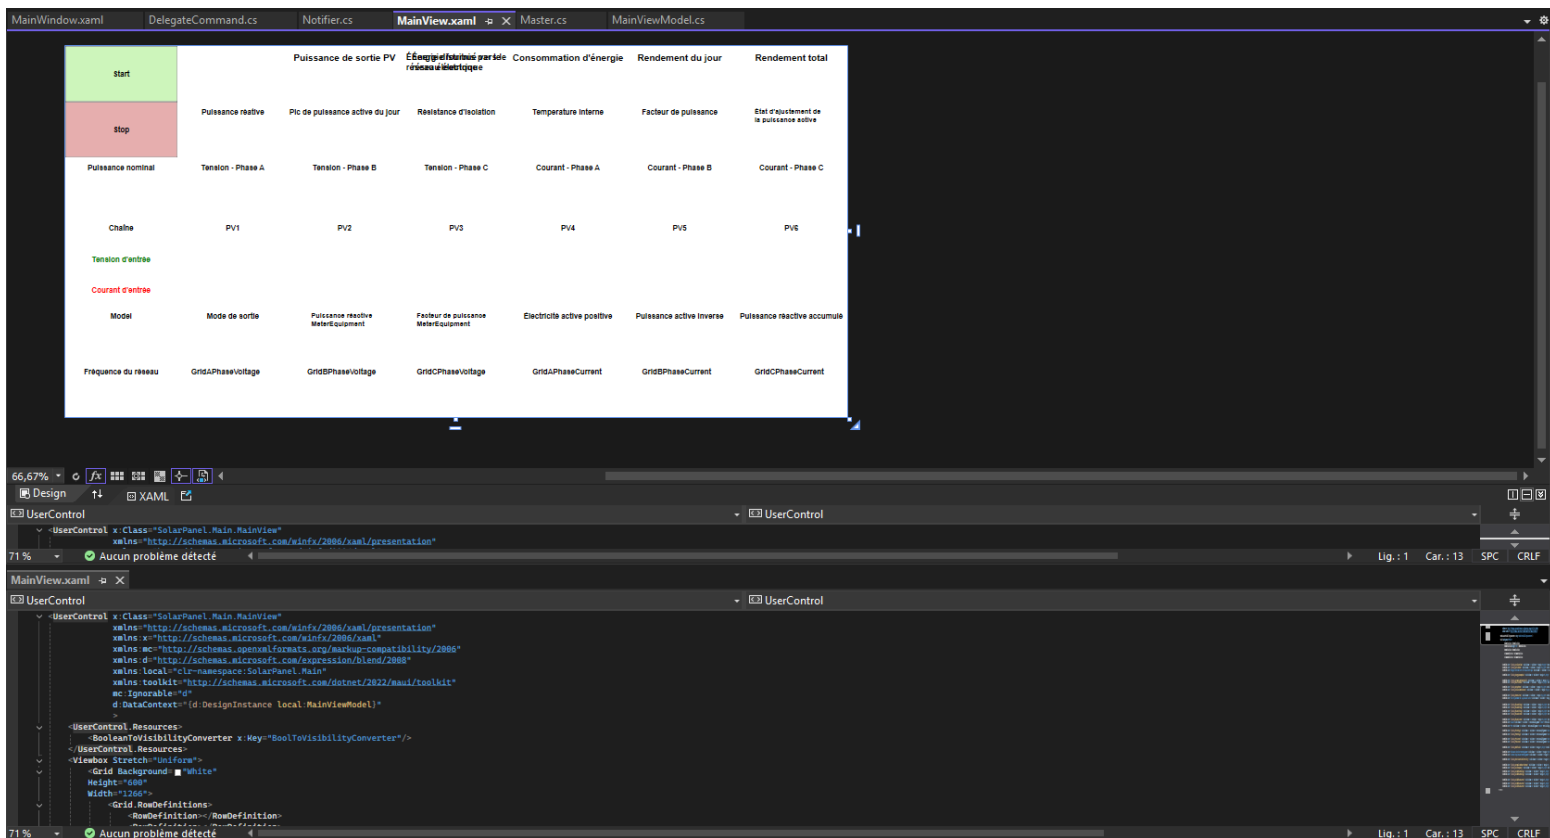 MainWindow.xaml DelegateCommand.cs Notifier.cs MainView.xaml Master.cs MainViewModel.cs
Start Puissance de sortie PV réseau électrique Consommation d'énergie Rendement du jour Rendement total
Stop Puissance réative Pic de puissance active du jour Résistance d'isolation Temperature Interne Facteur de puissance Etat d'ajustement de
la puissance active
Puissance nominal Tension - Phase A Tension - Phase B Tension - Phase C Courant - Phase A Courant - Phase B Courant - Phase C
Chaîne PV1 PV2 PV3 PV4 PV5 PV6
Tension d'entrée
Courant d'entrée
Model Mode de sortie Puissance réactive Facteur de puissance Électricité active positive Puissance active inverse Puissance réactive accumulé
MeterEquipment MeterEquipment
Fréquence du réseau GridAPhaseVoltage GridBPhaseVoltage GridCPhaseVoltage GridAPhaseCurrent GridBPhaseCurrent GridCPhaseCurrent
66,67% fx
Design XAML
UserControl UserControl
<UserControl x:Class="SolarPanel.Main.MainView"
xmlns="http://schemas.microsoft.com/winfx/2006/xaml/presentation"
71 % Aucun problème détecté Lig. : 1 Car. : 13 SPC CRLF
MainView.xaml
UserControl UserControl
<UserControl x:Class="SolarPanel.Main.MainView"
xmlns="http://schemas.microsoft.com/winfx/2006/xaml/presentation"
xmlns:x="http://schemas.microsoft.com/winfx/2006/xaml"
xmlns:mc="http://schemas.openxmlformats.org/markup-compatibility/2006"
xmlns:d="http://schemas.microsoft.com/expression/blend/2008"
xmlns:local="clr-namespace:SolarPanel.Main"
xmlns:toolkit="http://schemas.microsoft.com/dotnet/2022/maui/toolkit"
mc:Ignorable="d"
d:DataContext="{d:DesignInstance local:MainViewModel}"
>
<UserControl.Resources>
<BooleanToVisibilityConverter x:Key="BoolToVisibilityConverter"/>
</UserControl.Resources>
<Viewbox Stretch="Uniform">
<Grid Background="White"
Height="600"
Width="1266">
<Grid.RowDefinitions>
<RowDefinition></RowDefinition>
71 % Aucun problème détecté Lig. : 1 Car. : 13 SPC CRLF